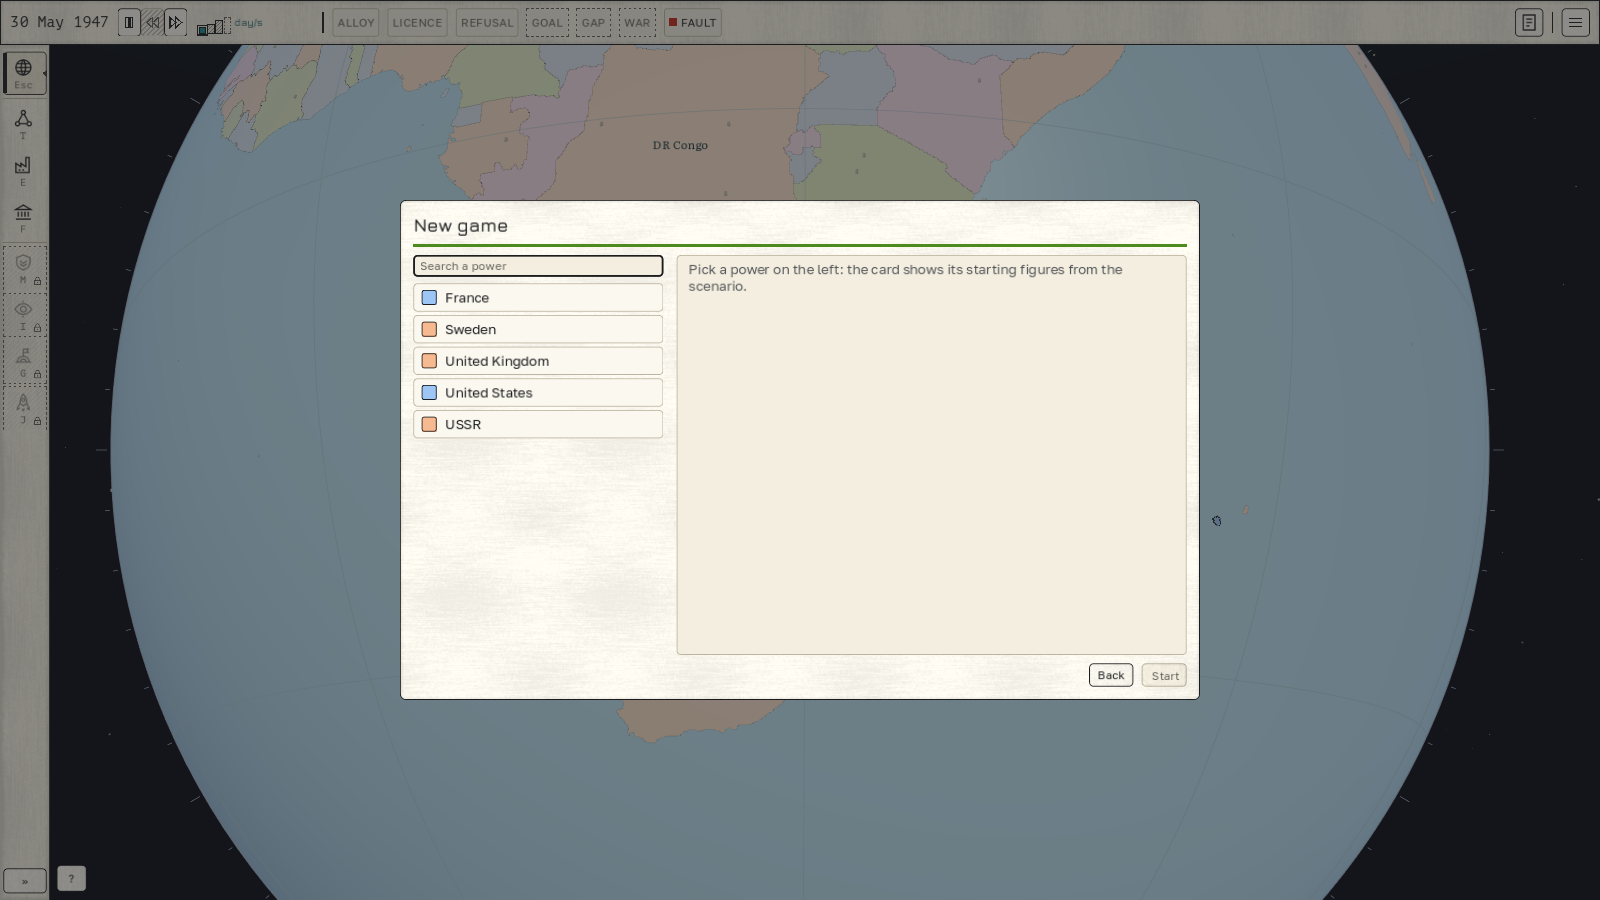 30 May 1947
day/s
ALLOY
LICENCE
REFUSAL
GOAL
GAP
WAR
FAULT
Esc
T
E
F
M
I
G
J
»
?
DR Congo
New game
Search a power
France
Sweden
United Kingdom
United States
USSR
Pick a power on the left: the card shows its starting figures from the
scenario.
Back
Start